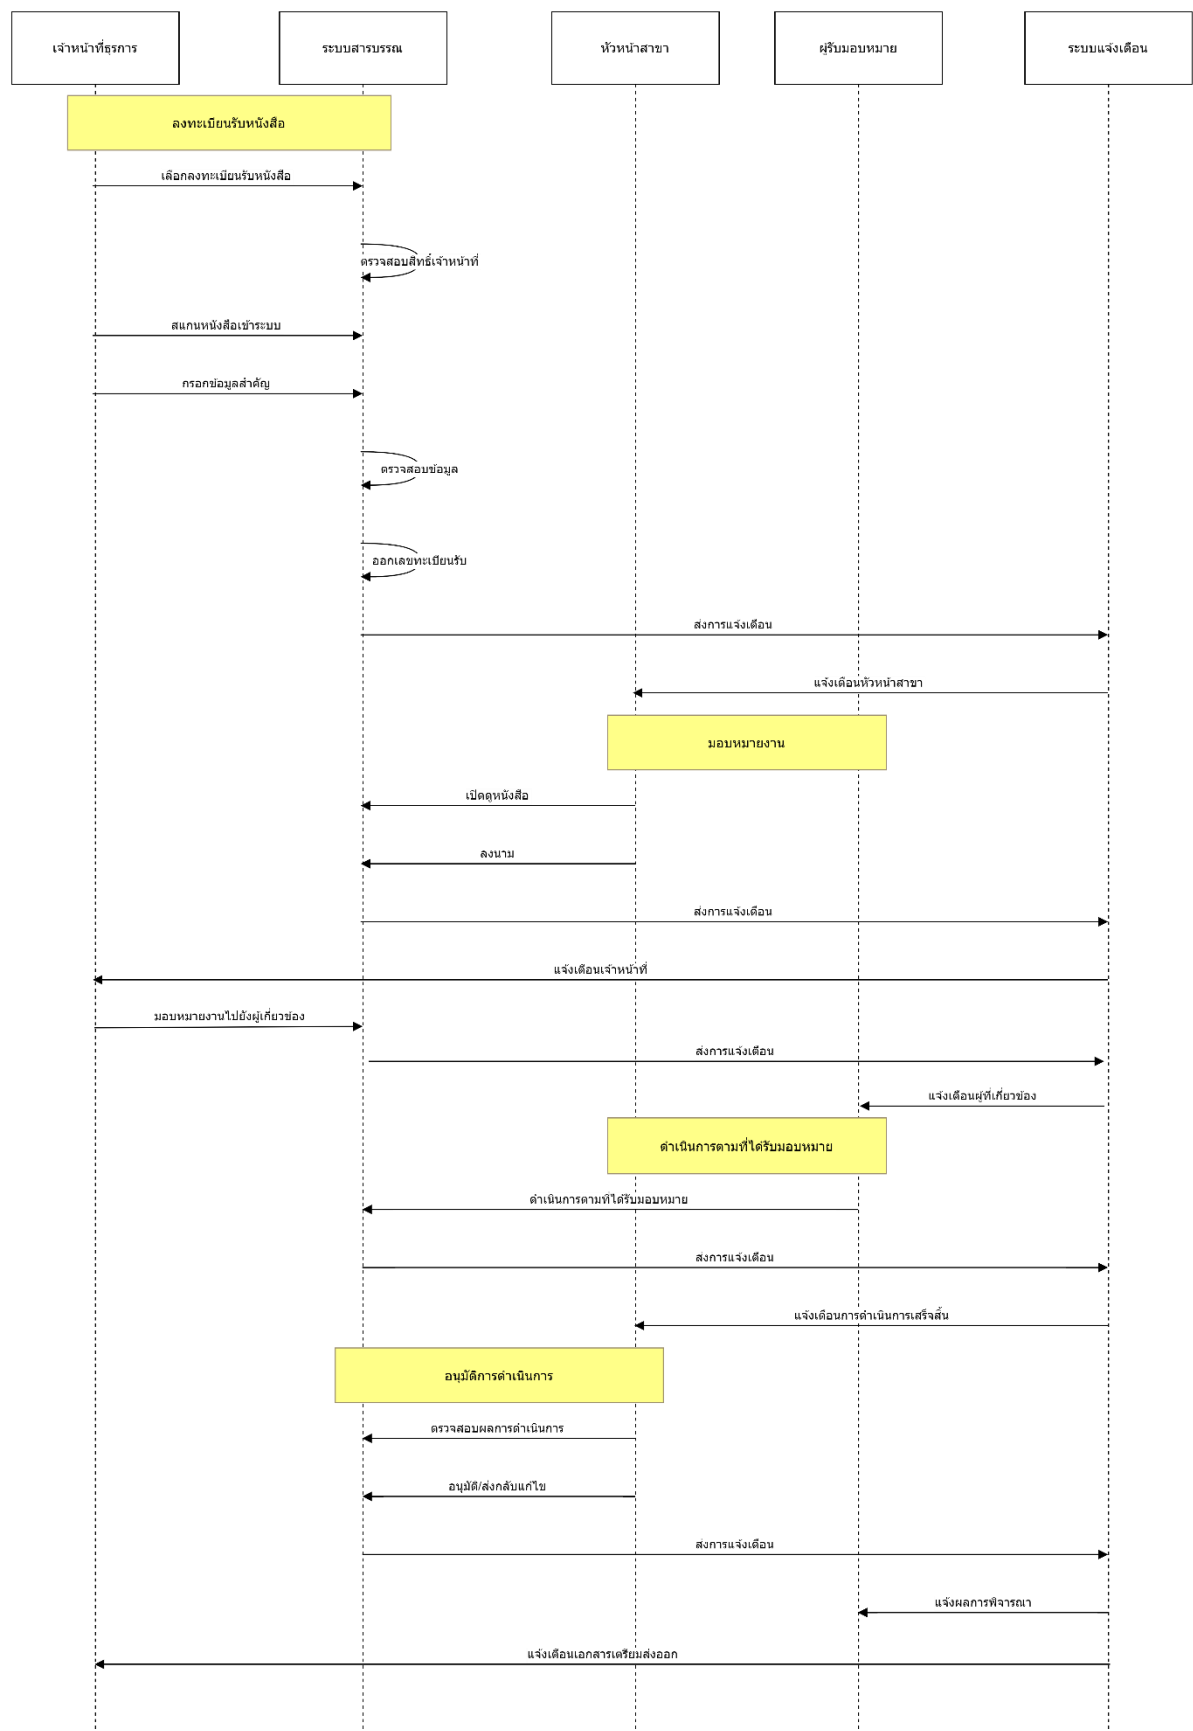 เจ้าหน้าที่ธุรการ
ระบบสารบรรณ
หัวหน้าสาขา
ผู้รับมอบหมาย
ระบบแจ้งเตือน
ลงทะเบียนรับหนังสือ
เลือกลงทะเบียนรับหนังสือ
ตรวจสอบสิทธิ์เจ้าหน้าที่
สแกนหนังสือเข้าระบบ
กรอกข้อมูลสำคัญ
ตรวจสอบข้อมูล
ออกเลขทะเบียนรับ
ส่งการแจ้งเตือน
แจ้งเตือนหัวหน้าสาขา
มอบหมายงาน
เปิดดูหนังสือ
ลงนาม
ส่งการแจ้งเตือน
แจ้งเตือนเจ้าหน้าที่
มอบหมายงานไปยังผู้เกี่ยวข้อง
ส่งการแจ้งเตือน
แจ้งเตือนผู้ที่เกี่ยวข้อง
ดำเนินการตามที่ได้รับมอบหมาย
ดำเนินการตามที่ได้รับมอบหมาย
ส่งการแจ้งเตือน
แจ้งเตือนการดำเนินการเสร็จสิ้น
อนุมัติการดำเนินการ
ตรวจสอบผลการดำเนินการ
อนุมัติ/ส่งกลับแก้ไข
ส่งการแจ้งเตือน
แจ้งผลการพิจารณา
แจ้งเตือนเอกสารเตรียมส่งออก